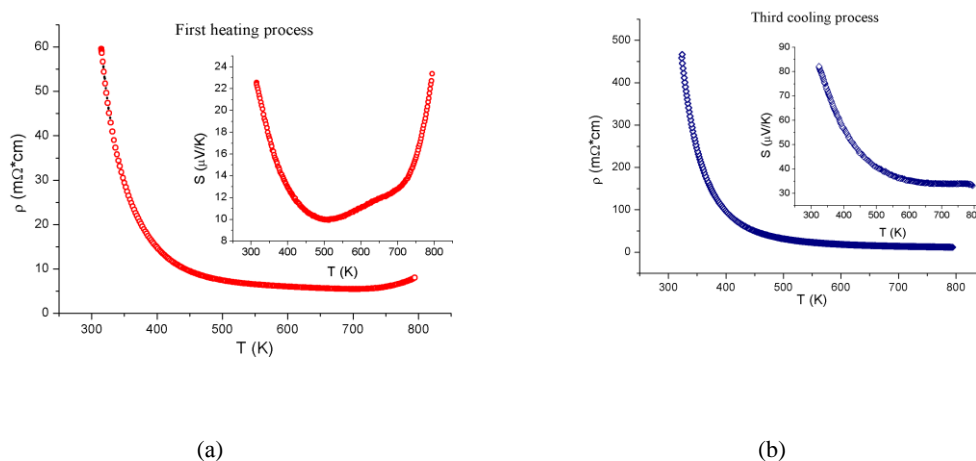 First heating process
60
50
40
30
20
10
0
ρ (mΩ*cm)
300 400 500 600 700 800
T (K)
24
22
20
18
16
14
12
10
8
S (μV/K)
300 400 500 600 700 800
T (K)
(a)
Third cooling process
500
400
300
200
100
0
ρ (mΩ*cm)
300 400 500 600 700 800
T (K)
90
80
70
60
50
40
30
S (μV/K)
300 400 500 600 700 800
T (K)
(b)